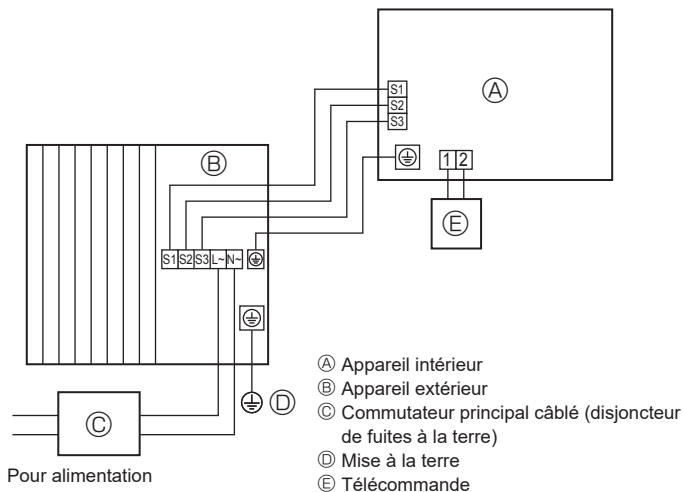 S1
S2
S3
Ⓐ
Ⓑ
1 2
Ⓔ
S1 S2 S3 L~ N~
Ⓓ
Ⓒ
Pour alimentation
Ⓐ Appareil intérieur
Ⓑ Appareil extérieur
Ⓒ Commutateur principal câblé (disjoncteur
de fuites à la terre)
Ⓓ Mise à la terre
Ⓔ Télécommande